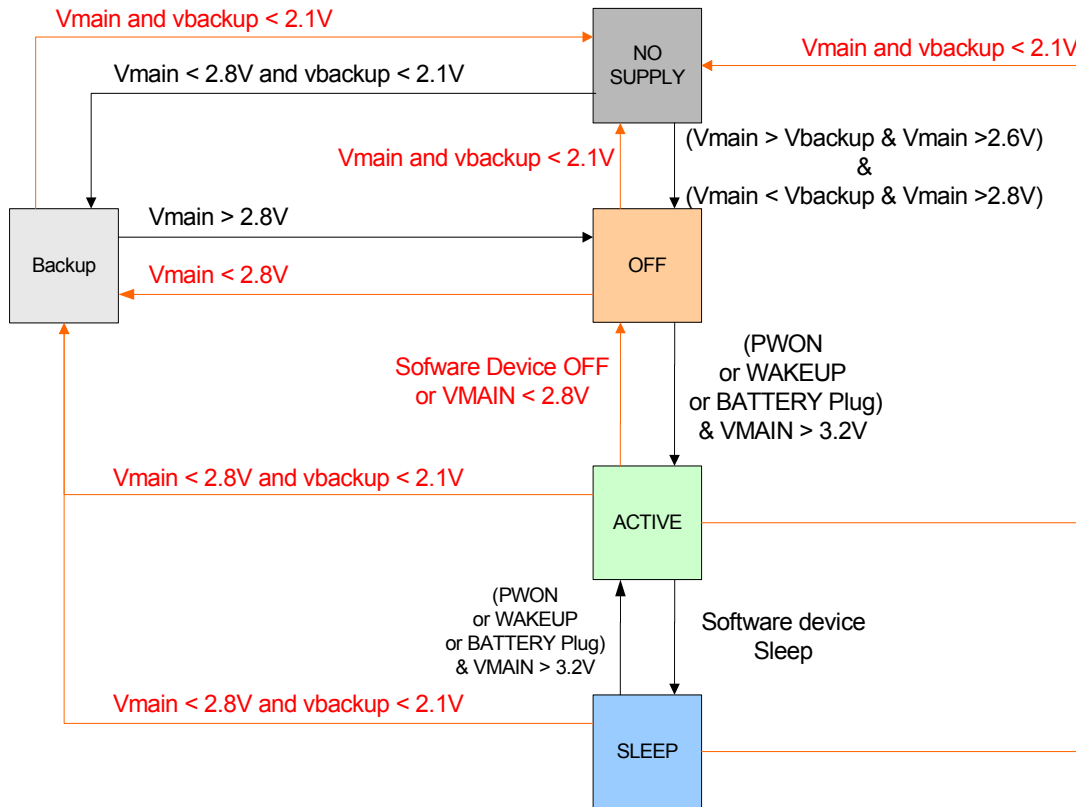 Vmain and vbackup < 2.1V
NO
SUPPLY
Vmain and vbackup < 2.1V
Vmain < 2.8V and vbackup < 2.1V
(Vmain > Vbackup & Vmain >2.6V)
&
(Vmain < Vbackup & Vmain >2.8V)
Vmain and vbackup < 2.1V
Backup
Vmain > 2.8V
OFF
Vmain < 2.8V
Sofware Device OFF
or VMAIN < 2.8V
(PWON
or WAKEUP
or BATTERY Plug)
& VMAIN > 3.2V
Vmain < 2.8V and vbackup < 2.1V
ACTIVE
(PWON
or WAKEUP
or BATTERY Plug)
& VMAIN > 3.2V
Software device
Sleep
Vmain < 2.8V and vbackup < 2.1V
SLEEP